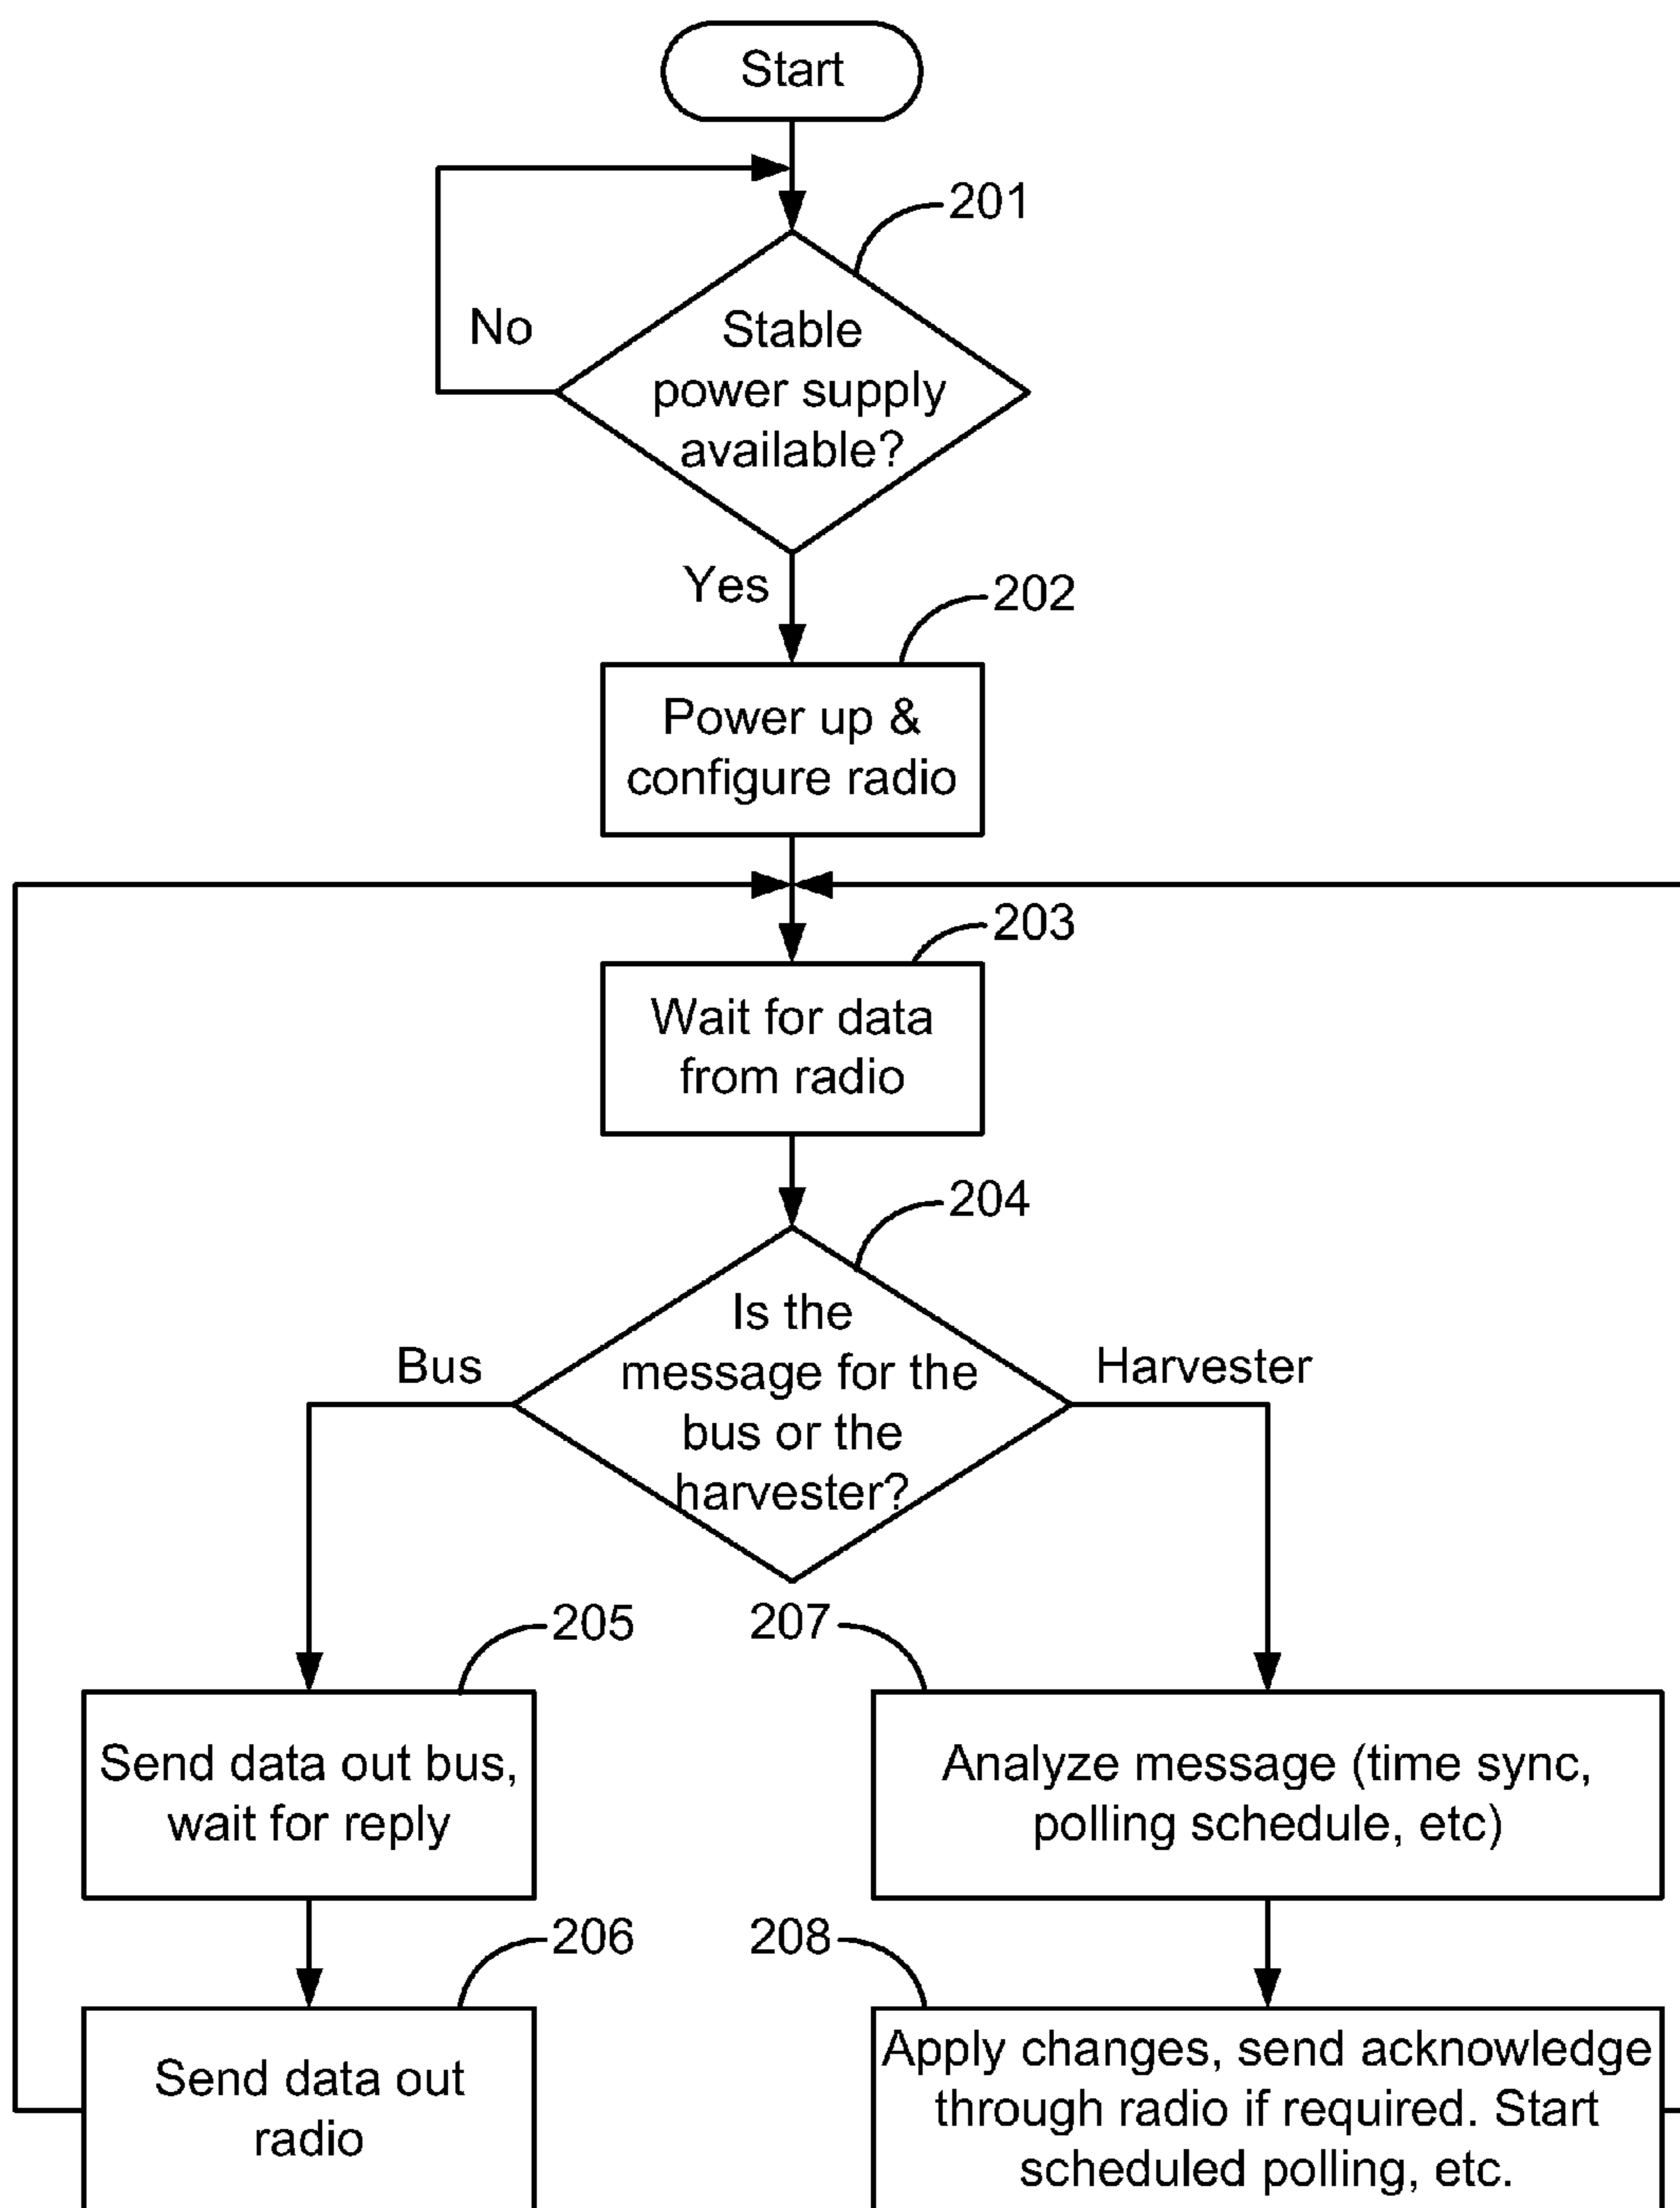 Start
201
No
Stable
power supply
available?
Yes
202
Power up &
configure radio
203
Wait for data
from radio
204
Is the
message for the
bus or the
harvester?
Bus
Harvester
205
207
Send data out bus,
wait for reply
Analyze message (time sync,
polling schedule, etc)
206
208
Send data out
radio
Apply changes, send acknowledge
through radio if required. Start
scheduled polling, etc.